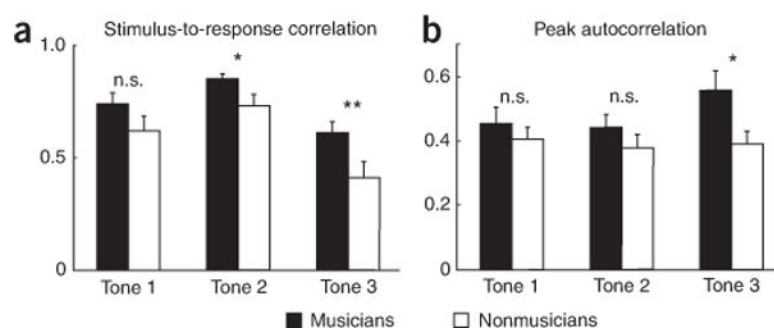 a Stimulus-to-response correlation
1.0
0.5
0
n.s.
*
**
Tone 1 Tone 2 Tone 3
b Peak autocorrelation
0.6
0.4
0.2
0
n.s.
n.s.
*
Tone 1 Tone 2 Tone 3
Musicians Nonmusicians